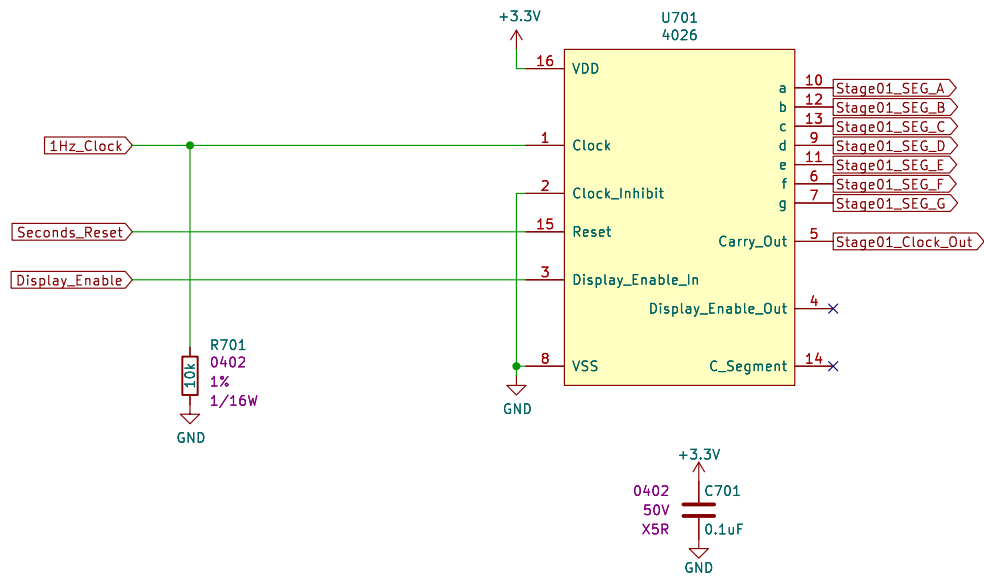 U701
4026
+3.3V
16 VDD
a 10 Stage01_SEG_A
b 12 Stage01_SEG_B
c 13 Stage01_SEG_C
1Hz_Clock 1 Clock d 9 Stage01_SEG_D
e 11 Stage01_SEG_E
f 6 Stage01_SEG_F
2 Clock_Inhibit g 7 Stage01_SEG_G
Seconds_Reset 15 Reset
Carry_Out 5 Stage01_Clock_Out
Display_Enable 3 Display_Enable_In
Display_Enable_Out 4
8 VSS C_Segment 14
R701
0402
10k 1%
1/16W
GND
GND
+3.3V
0402 C701
50V
X5R 0.1uF
GND